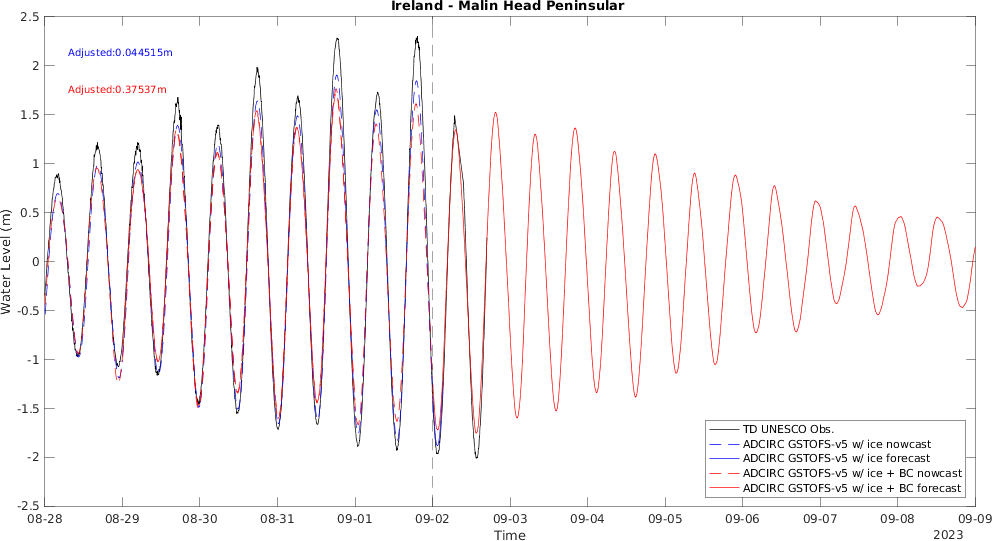 Ireland - Malin Head Peninsular
2.5
2
1.5
1
0.5
0
-0.5
-1
-1.5
-2
-2.5
Water Level (m)
Adjusted:0.044515m
Adjusted:0.37537m
TD UNESCO Obs.
ADCIRC GSTOFS-v5 w/ ice nowcast
ADCIRC GSTOFS-v5 w/ ice forecast
ADCIRC GSTOFS-v5 w/ ice + BC nowcast
ADCIRC GSTOFS-v5 w/ ice + BC forecast
08-28 08-29 08-30 08-31 09-01 09-02 09-03 09-04 09-05 09-06 09-07 09-08 09-09
Time
2023